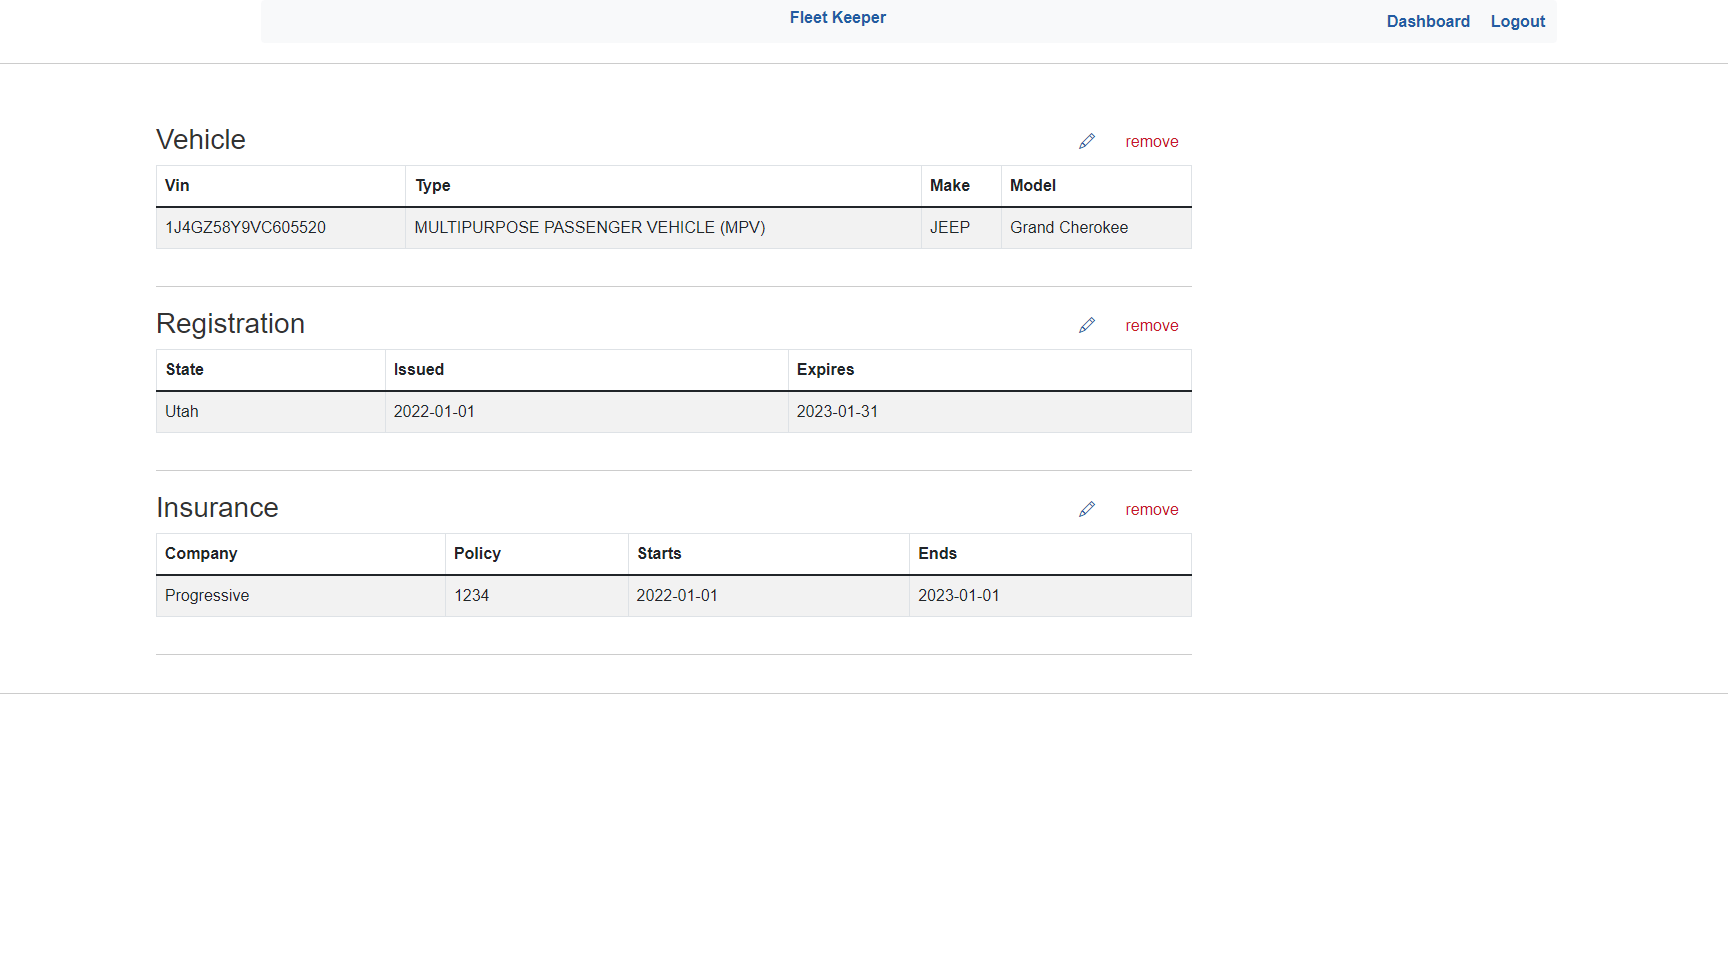 Fleet Keeper
Dashboard Logout
Vehicle remove
Vin Type Make Model
1J4GZ58Y9VC605520 MULTIPURPOSE PASSENGER VEHICLE (MPV) JEEP Grand Cherokee
Registration remove
State Issued Expires
Utah 2022-01-01 2023-01-31
Insurance remove
Company Policy Starts Ends
Progressive 1234 2022-01-01 2023-01-01